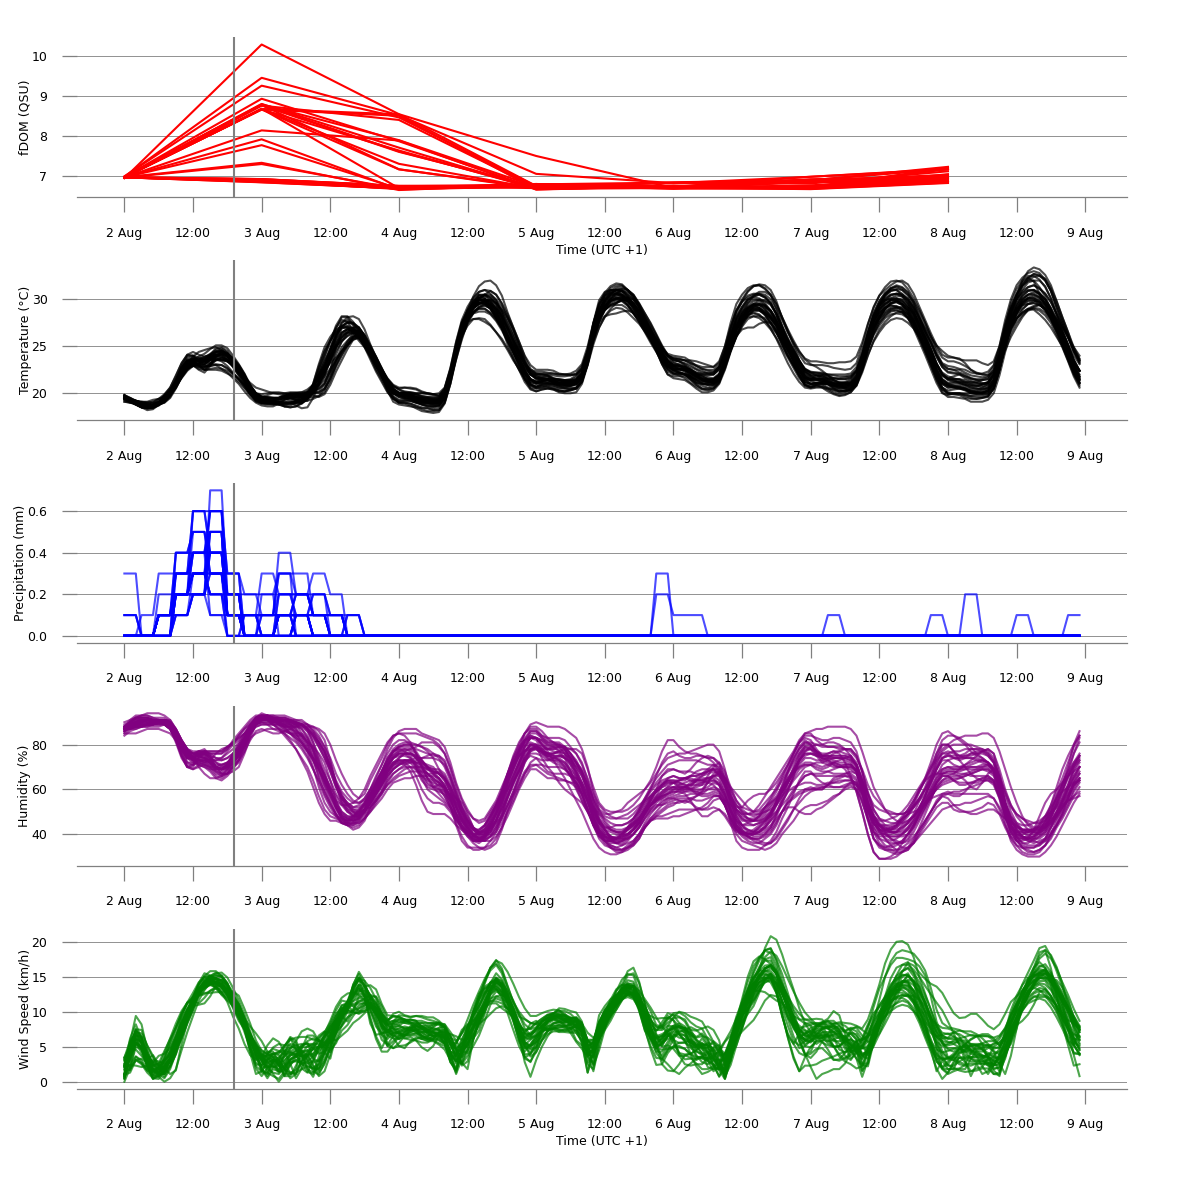 fDOM (QSU)
10
9
8
7
2 Aug 12:00 3 Aug 12:00 4 Aug 12:00 5 Aug 12:00 6 Aug 12:00 7 Aug 12:00 8 Aug 12:00 9 Aug
Time (UTC +1)
Temperature (°C)
30
25
20
2 Aug 12:00 3 Aug 12:00 4 Aug 12:00 5 Aug 12:00 6 Aug 12:00 7 Aug 12:00 8 Aug 12:00 9 Aug
Precipitation (mm)
0.6
0.4
0.2
0.0
2 Aug 12:00 3 Aug 12:00 4 Aug 12:00 5 Aug 12:00 6 Aug 12:00 7 Aug 12:00 8 Aug 12:00 9 Aug
Humidity (%)
80
60
40
2 Aug 12:00 3 Aug 12:00 4 Aug 12:00 5 Aug 12:00 6 Aug 12:00 7 Aug 12:00 8 Aug 12:00 9 Aug
Wind Speed (km/h)
20
15
10
5
0
2 Aug 12:00 3 Aug 12:00 4 Aug 12:00 5 Aug 12:00 6 Aug 12:00 7 Aug 12:00 8 Aug 12:00 9 Aug
Time (UTC +1)